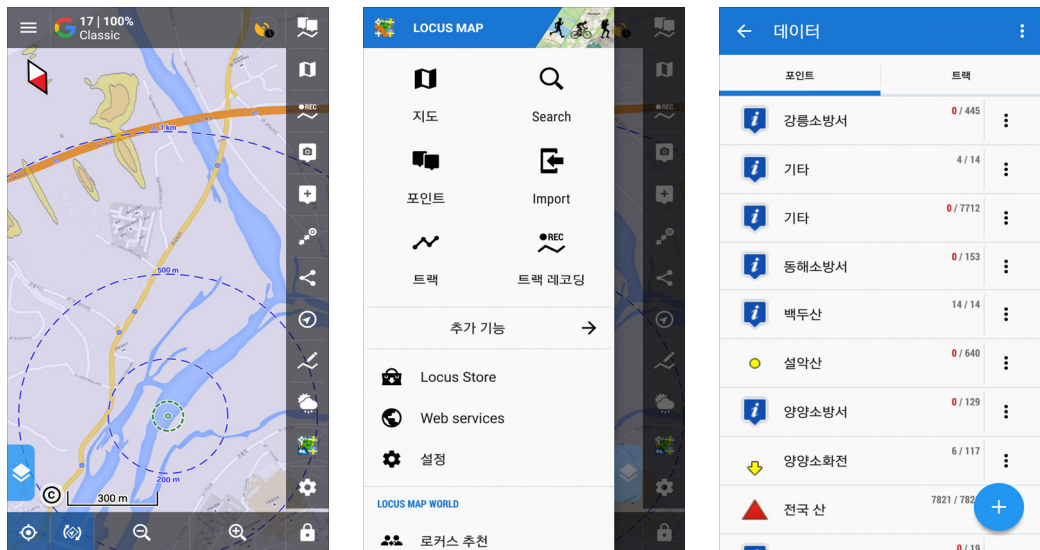 17 | 100%
Classic
REC
1 km
500 m
200 m
300 m
LOCUS MAP
지도
Search
포인트
Import
REC
트랙
트랙 레코딩
추가 기능
Locus Store
Web services
설정
LOCUS MAP WORLD
로커스 추천
REC
데이터
포인트
트랙
강릉소방서
0 / 445
기타
4 / 14
기타
0 / 7712
동해소방서
0 / 153
백두산
14 / 14
설악산
0 / 640
양양소방서
0 / 129
양양소화전
6 / 117
전국 산
7821 / 782
0 / 19